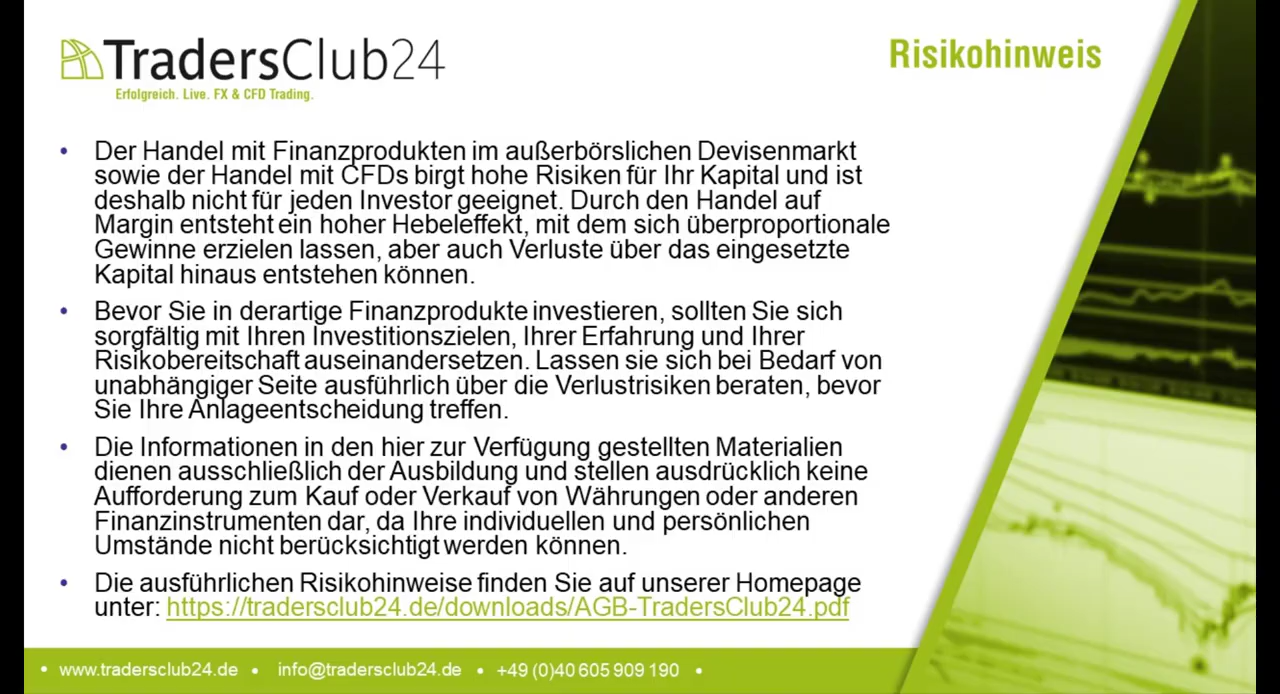 TradersClub24
Erfolgreich. Live. FX & CFD Trading.
Risikohinweis
• Der Handel mit Finanzprodukten im außerbörslichen Devisenmarkt
sowie der Handel mit CFDs birgt hohe Risiken für Ihr Kapital und ist
deshalb nicht für jeden Investor geeignet. Durch den Handel auf
Margin entsteht ein hoher Hebeleffekt, mit dem sich überproportionale
Gewinne erzielen lassen, aber auch Verluste über das eingesetzte
Kapital hinaus entstehen können.
• Bevor Sie in derartige Finanzprodukte investieren, sollten Sie sich
sorgfältig mit Ihren Investitionszielen, Ihrer Erfahrung und Ihrer
Risikobereitschaft auseinandersetzen. Lassen sie sich bei Bedarf von
unabhängiger Seite ausführlich über die Verlustrisiken beraten, bevor
Sie Ihre Anlageentscheidung treffen.
• Die Informationen in den hier zur Verfügung gestellten Materialien
dienen ausschließlich der Ausbildung und stellen ausdrücklich keine
Aufforderung zum Kauf oder Verkauf von Währungen oder anderen
Finanzinstrumenten dar, da Ihre individuellen und persönlichen
Umstände nicht berücksichtigt werden können.
• Die ausführlichen Risikohinweise finden Sie auf unserer Homepage
unter: https://tradersclub24.de/downloads/AGB-TradersClub24.pdf
• www.tradersclub24.de • info@tradersclub24.de • +49 (0)40 605 909 190 •